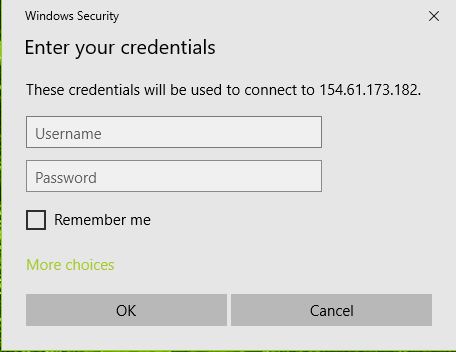 Windows Security
Enter your credentials
These credentials will be used to connect to 154.61.173.182.
Username
Password
Remember me
More choices
OK
Cancel